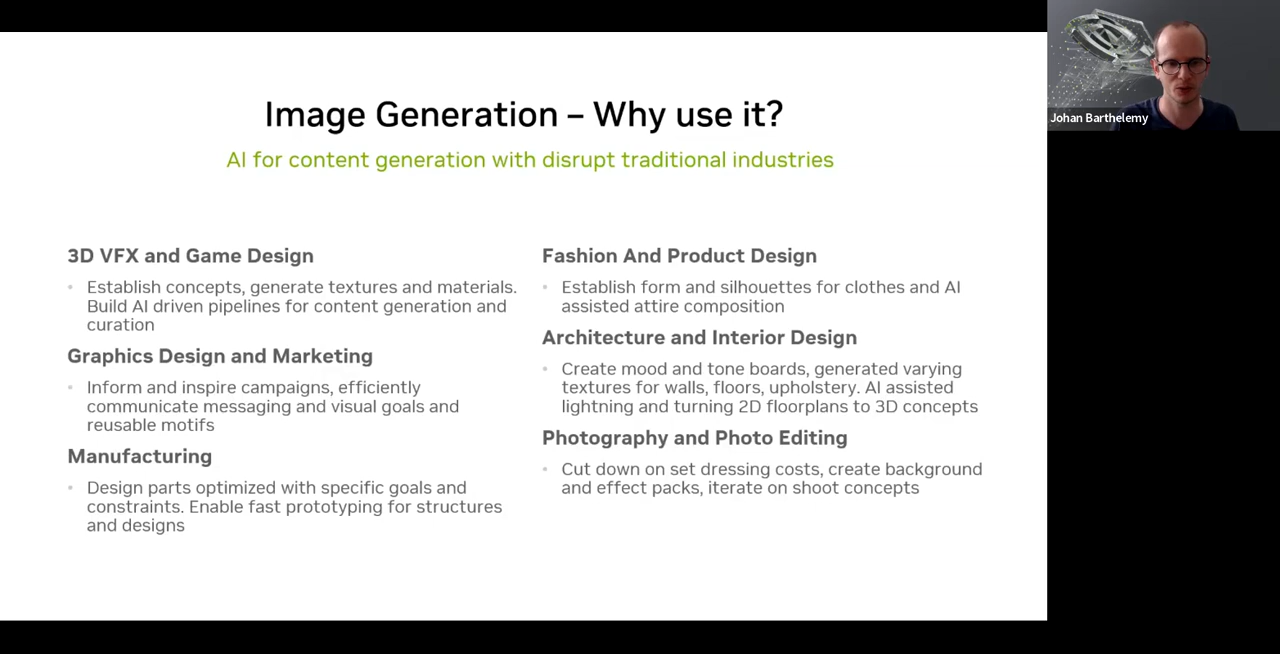 Image Generation – Why use it?
AI for content generation with disrupt traditional industries
3D VFX and Game Design
• Establish concepts, generate textures and materials.
Build AI driven pipelines for content generation and
curation
Graphics Design and Marketing
• Inform and inspire campaigns, efficiently
communicate messaging and visual goals and
reusable motifs
Manufacturing
• Design parts optimized with specific goals and
constraints. Enable fast prototyping for structures
and designs
Fashion And Product Design
• Establish form and silhouettes for clothes and AI
assisted attire composition
Architecture and Interior Design
• Create mood and tone boards, generated varying
textures for walls, floors, upholstery. AI assisted
lightning and turning 2D floorplans to 3D concepts
Photography and Photo Editing
• Cut down on set dressing costs, create background
and effect packs, iterate on shoot concepts
Johan Barthelemy